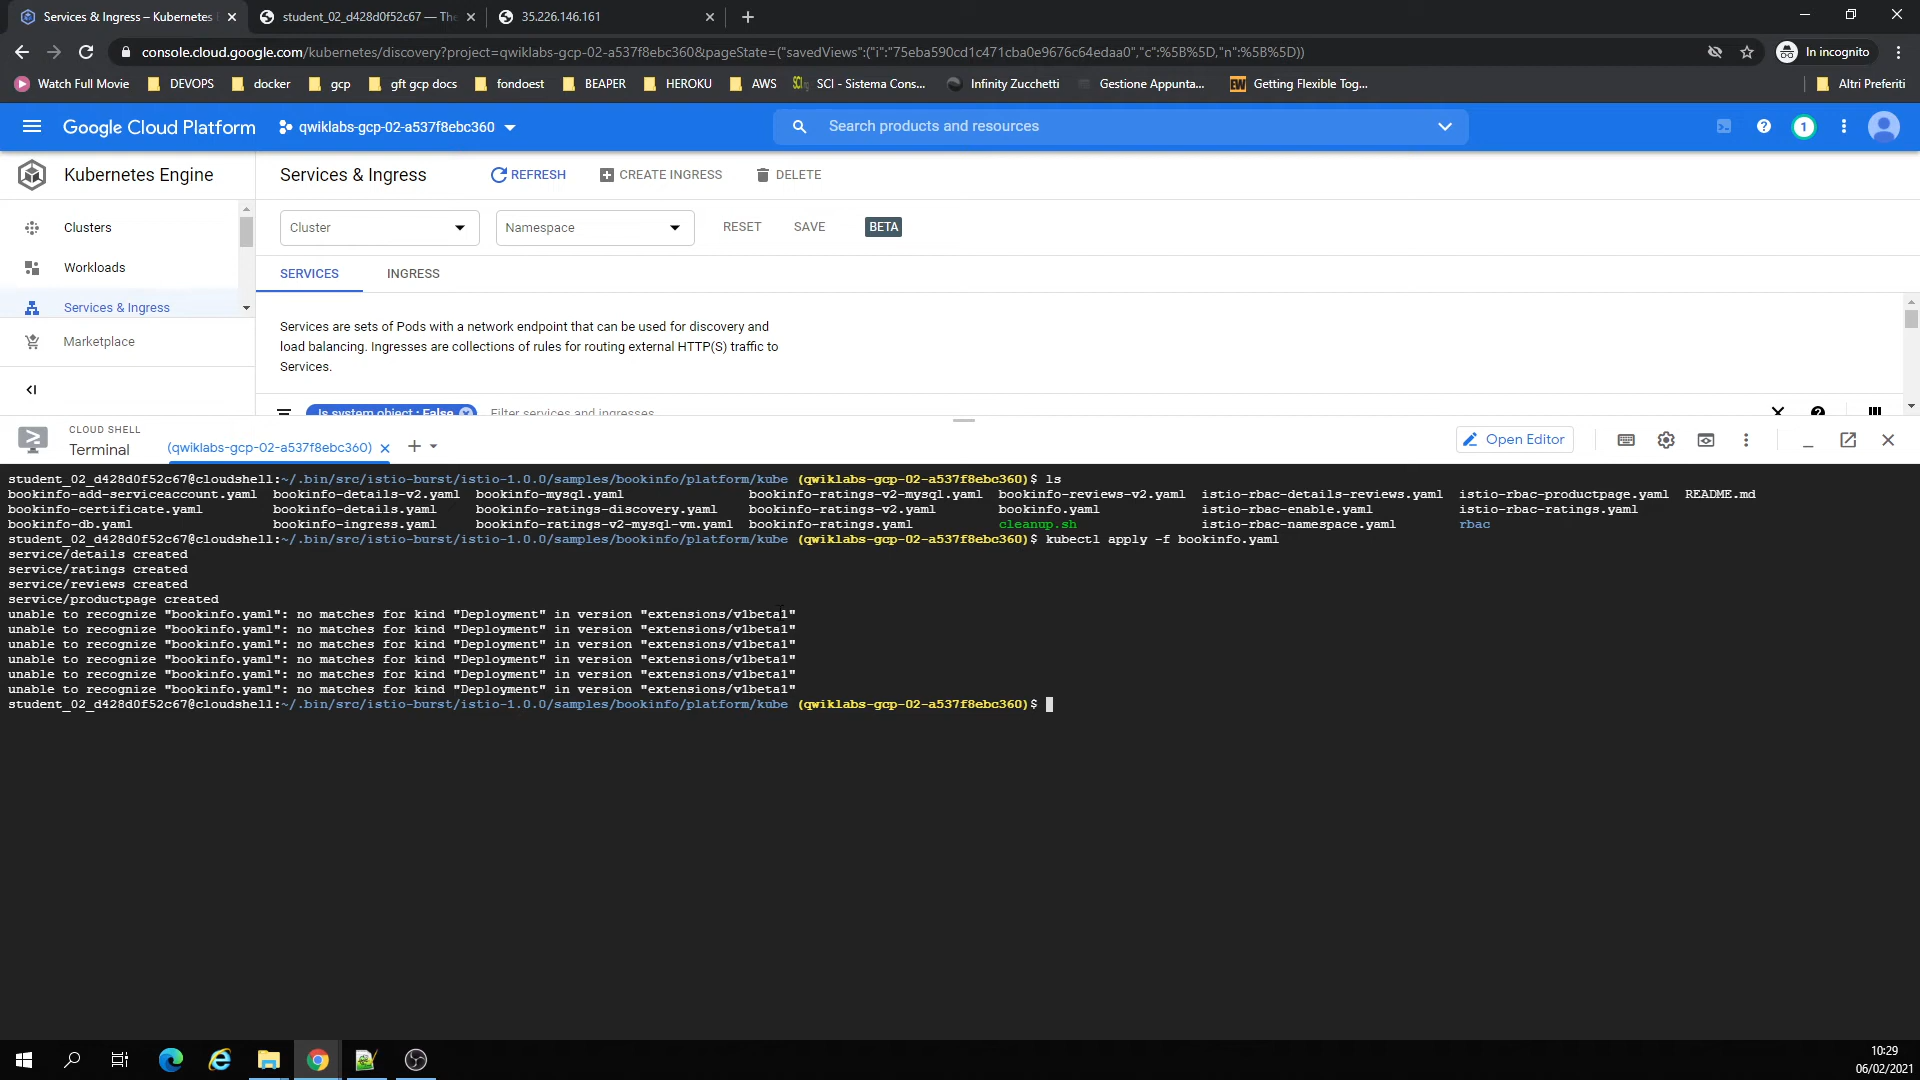 Services & Ingress – Kubernetes
student_02_d428d0f52c67 — The
35.226.146.161
console.cloud.google.com/kubernetes/discovery?project=qwiklabs-gcp-02-a537f8ebc360&pageState=("savedViews":("i":"75eba590cd1c471cba0e9676c64edaa0","c":%5B%5D,"n":%5B%5D))
In incognito
Watch Full Movie
DEVOPS
docker
gcp
gft gcp docs
fondoest
BEAPER
HEROKU
AWS
SCI - Sistema Cons...
Infinity Zucchetti
Gestione Appunta...
Getting Flexible Tog...
Altri Preferiti
Google Cloud Platform
qwiklabs-gcp-02-a537f8ebc360
Search products and resources
1
Kubernetes Engine
Services & Ingress
REFRESH
CREATE INGRESS
DELETE
Clusters
Workloads
Services & Ingress
Marketplace
Cluster
Namespace
RESET
SAVE
BETA
SERVICES
INGRESS
Services are sets of Pods with a network endpoint that can be used for discovery and
load balancing. Ingresses are collections of rules for routing external HTTP(S) traffic to
Services.
Is system object : False
Filter services and ingresses
CLOUD SHELL
Terminal
(qwiklabs-gcp-02-a537f8ebc360)
Open Editor
student_02_d428d0f52c67@cloudshell:~/.bin/src/istio-burst/istio-1.0.0/samples/bookinfo/platform/kube (qwiklabs-gcp-02-a537f8ebc360)$ ls
bookinfo-add-serviceaccount.yaml bookinfo-details-v2.yaml bookinfo-mysql.yaml bookinfo-ratings-v2-mysql.yaml bookinfo-reviews-v2.yaml istio-rbac-details-reviews.yaml istio-rbac-productpage.yaml README.md
bookinfo-certificate.yaml bookinfo-details.yaml bookinfo-ratings-discovery.yaml bookinfo-ratings-v2.yaml bookinfo.yaml istio-rbac-enable.yaml istio-rbac-ratings.yaml
bookinfo-db.yaml bookinfo-ingress.yaml bookinfo-ratings-v2-mysql-vm.yaml bookinfo-ratings.yaml cleanup.sh istio-rbac-namespace.yaml rbac
student_02_d428d0f52c67@cloudshell:~/.bin/src/istio-burst/istio-1.0.0/samples/bookinfo/platform/kube (qwiklabs-gcp-02-a537f8ebc360)$ kubectl apply -f bookinfo.yaml
service/details created
service/ratings created
service/reviews created
service/productpage created
unable to recognize "bookinfo.yaml": no matches for kind "Deployment" in version "extensions/v1beta1"
unable to recognize "bookinfo.yaml": no matches for kind "Deployment" in version "extensions/v1beta1"
unable to recognize "bookinfo.yaml": no matches for kind "Deployment" in version "extensions/v1beta1"
unable to recognize "bookinfo.yaml": no matches for kind "Deployment" in version "extensions/v1beta1"
unable to recognize "bookinfo.yaml": no matches for kind "Deployment" in version "extensions/v1beta1"
unable to recognize "bookinfo.yaml": no matches for kind "Deployment" in version "extensions/v1beta1"
student_02_d428d0f52c67@cloudshell:~/.bin/src/istio-burst/istio-1.0.0/samples/bookinfo/platform/kube (qwiklabs-gcp-02-a537f8ebc360)$
10:29
06/02/2021